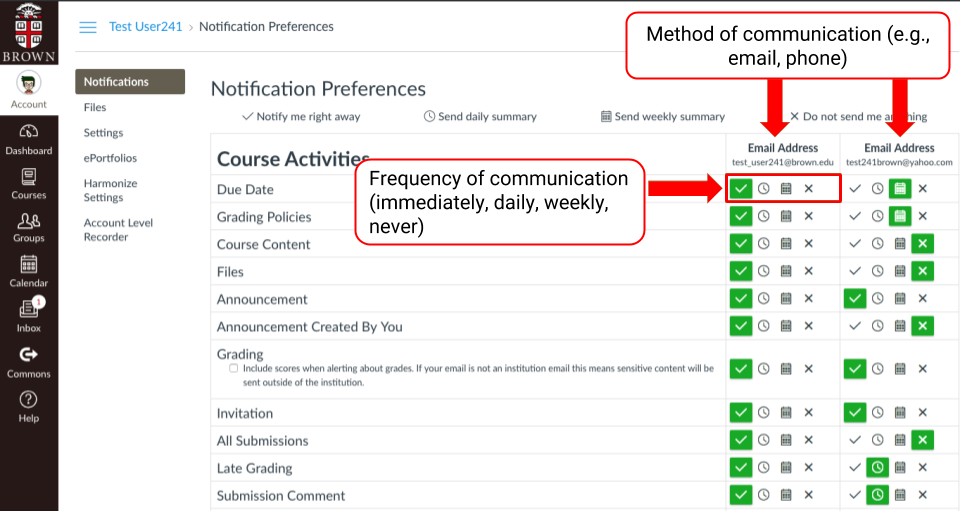 BROWN
Account
Dashboard
Courses
Groups
Calendar
1
Inbox
Commons
Help
Test User241 › Notification Preferences
Notifications
Files
Settings
ePortfolios
Harmonize
Settings
Account Level
Recorder
Method of communication (e.g.,
email, phone)
Notification Preferences
Notify me right away Send daily summary Send weekly summary Do not send me anything
Course Activities
Email Address
test_user241@brown.edu
Email Address
test241brown@yahoo.com
Frequency of communication
(immediately, daily, weekly,
never)
Due Date
Grading Policies
Course Content
Files
Announcement
Announcement Created By You
Grading
Include scores when alerting about grades. If your email is not an institution email this means sensitive content will be
sent outside of the institution.
Invitation
All Submissions
Late Grading
Submission Comment